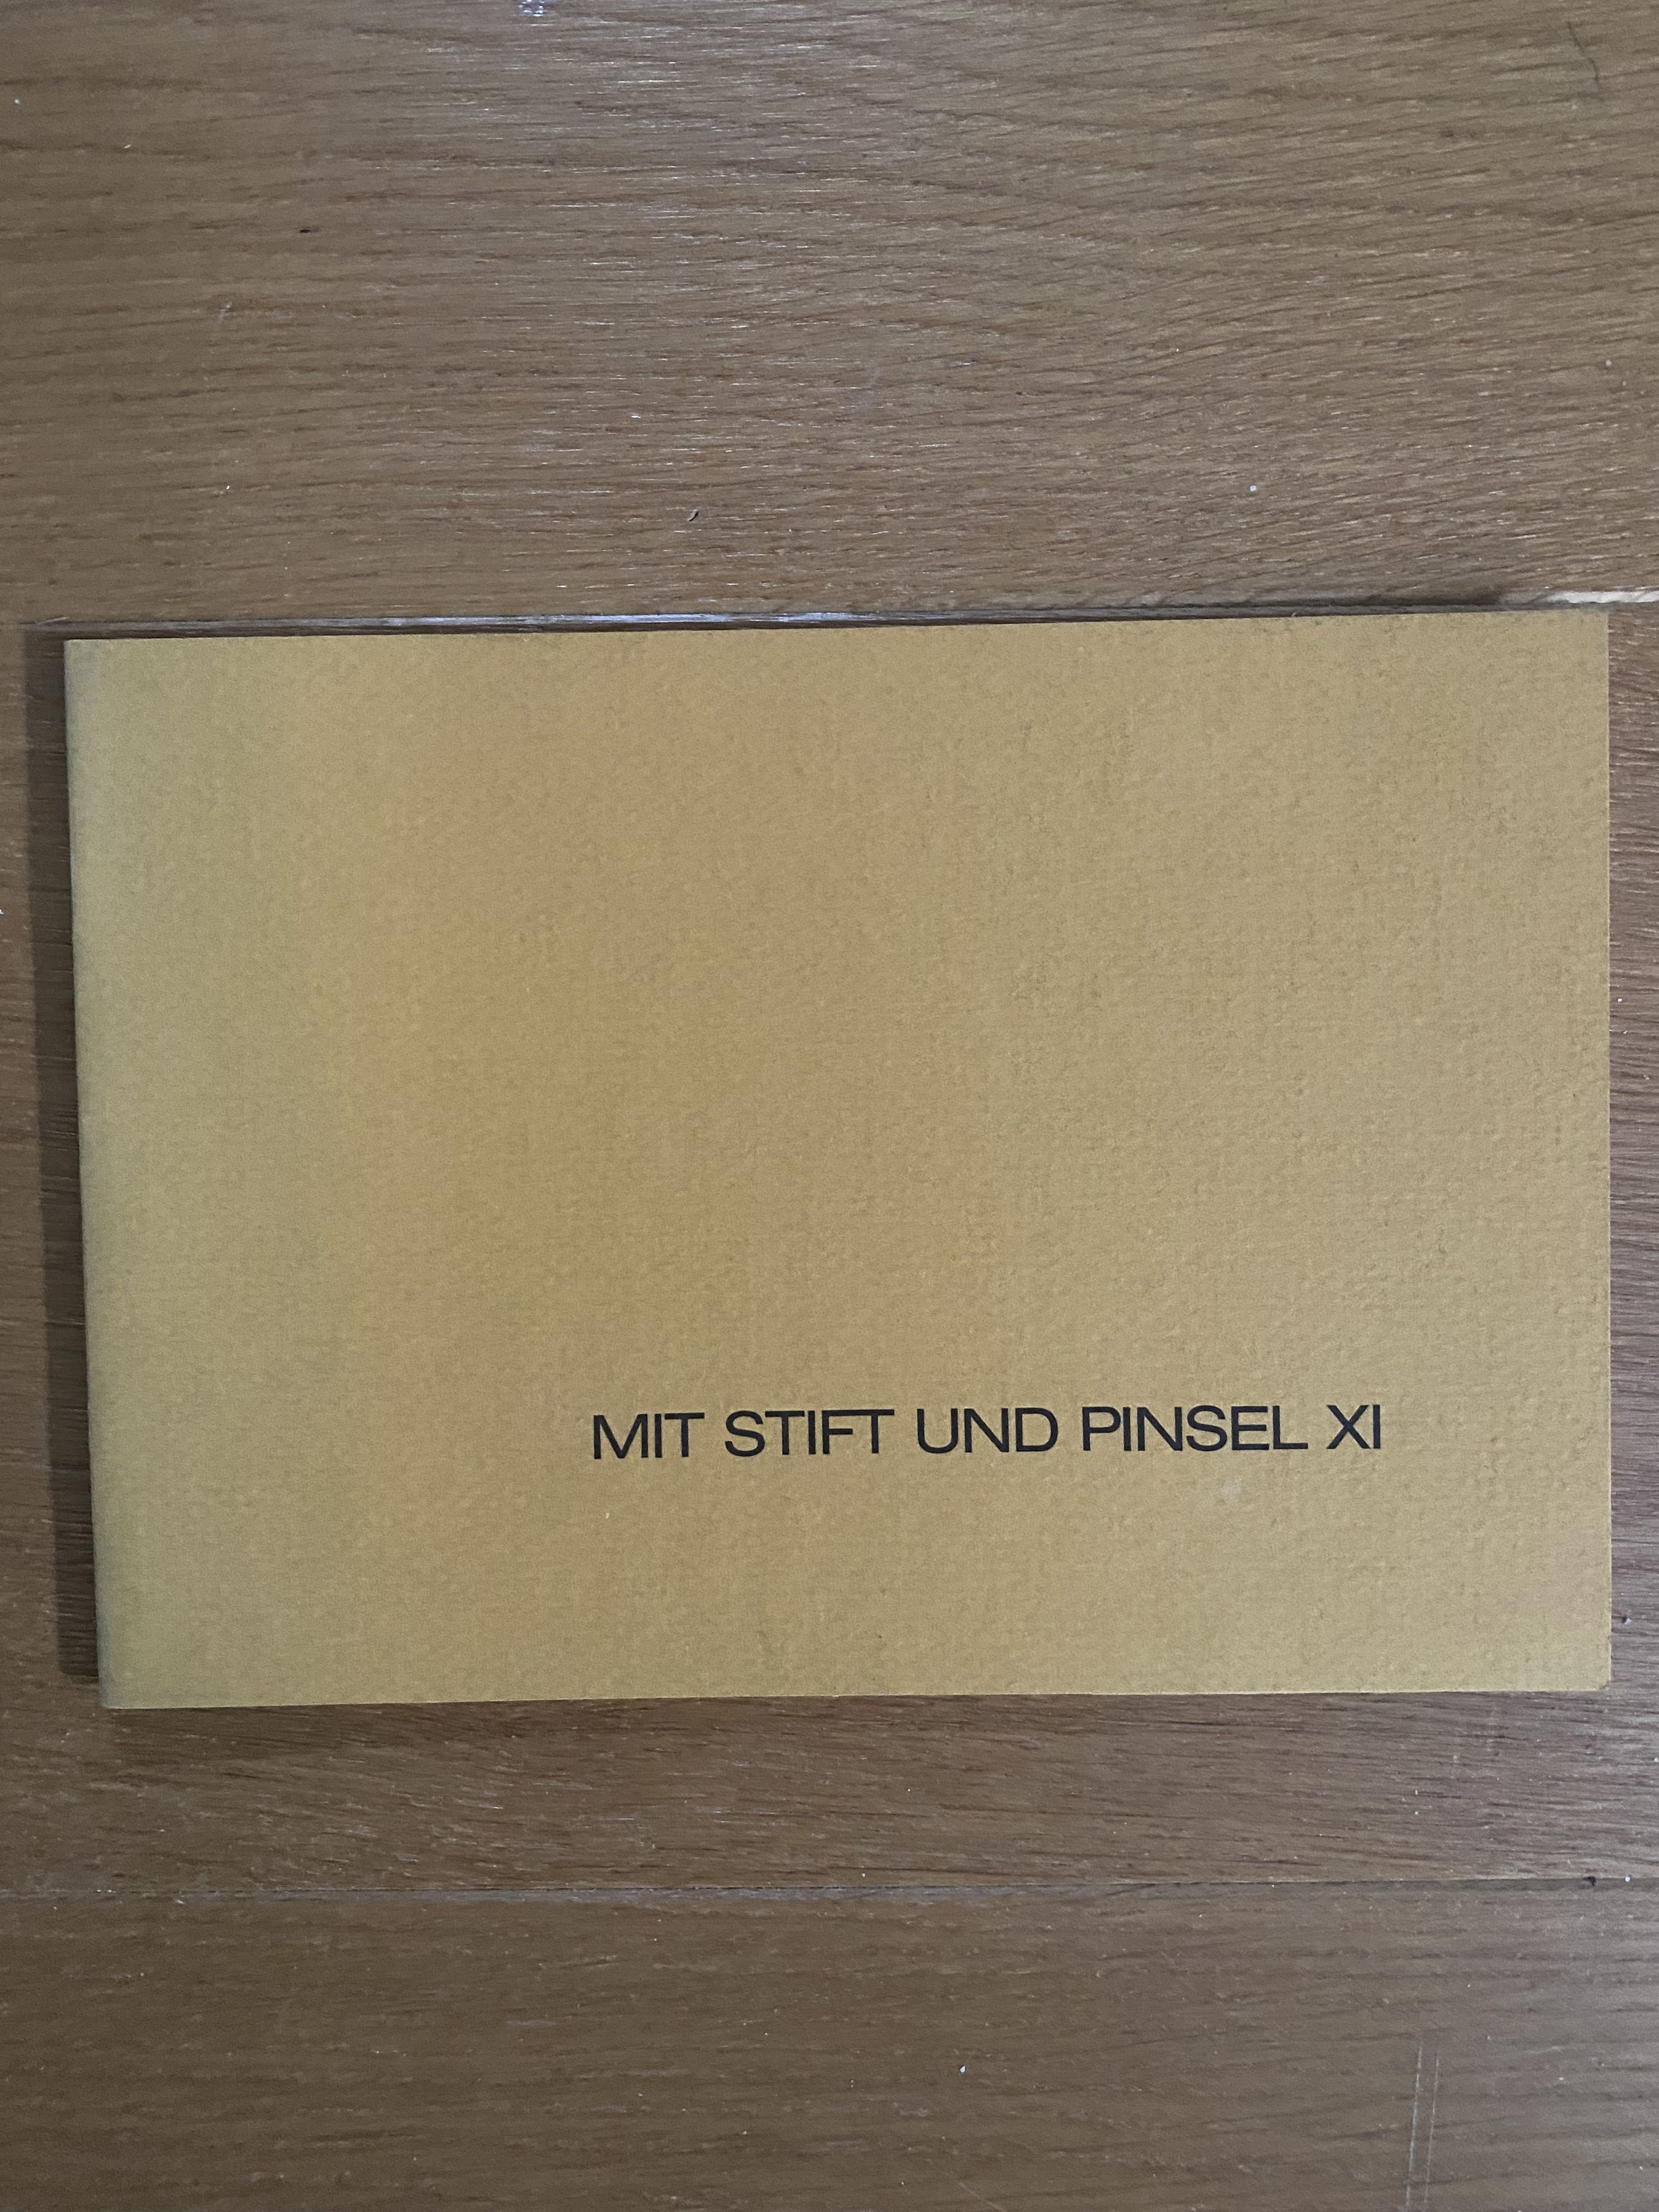 MIT STIFT UND PINSEL XI